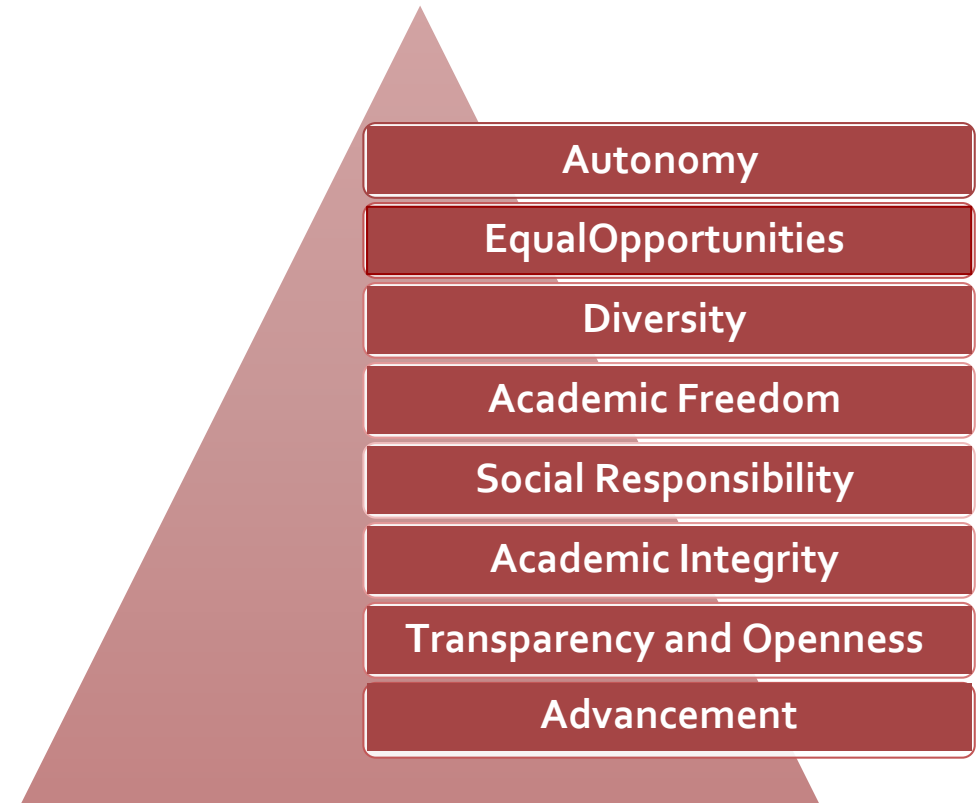 Autonomy
EqualOpportunities
Diversity
Academic Freedom
Social Responsibility
Academic Integrity
Transparency and Openness
Advancement